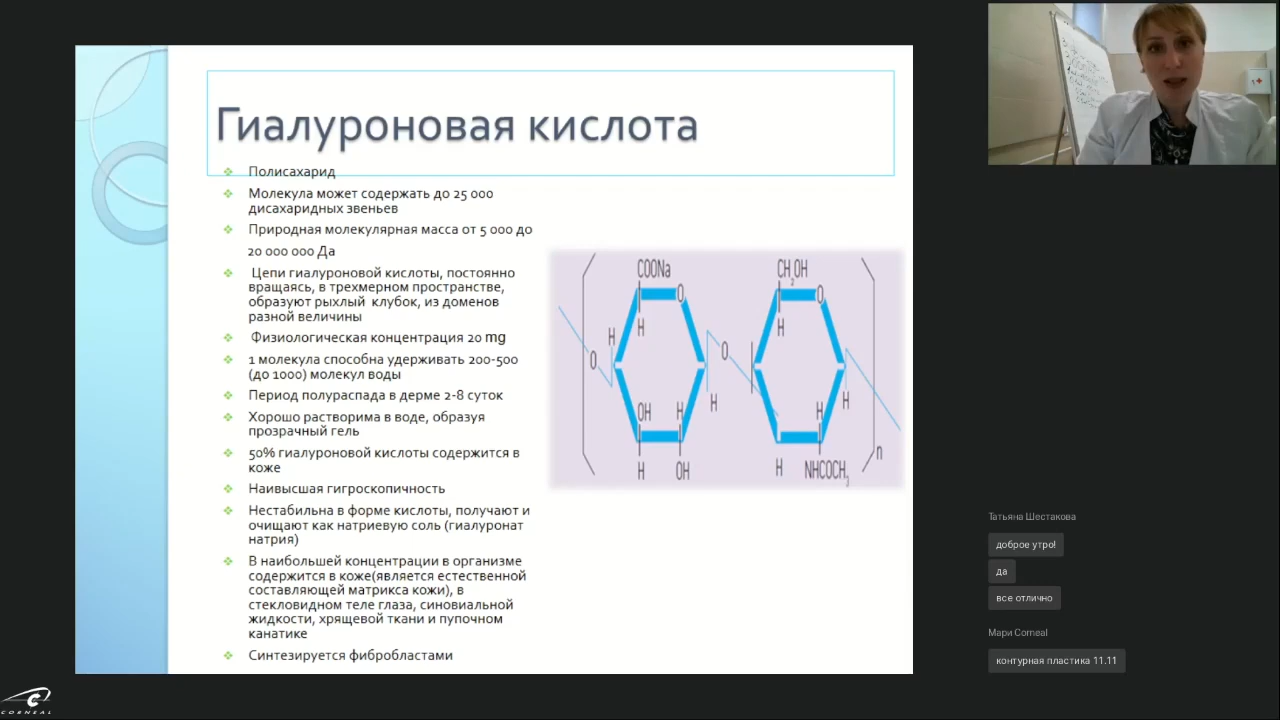 Гиалуроновая кислота
Полисахарид
Молекула может содержать до 25 000
дисахаридных звеньев
Природная молекулярная масса от 5 000 до
20 000 000 Да
Цепи гиалуроновой кислоты, постоянно
вращаясь, в трехмерном пространстве,
образуют рыхлый клубок, из доменов
разной величины
Физиологическая концентрация 20 mg
1 молекула способна удерживать 200-500
(до 1000) молекул воды
Период полураспада в дерме 2-8 суток
Хорошо растворима в воде, образуя
прозрачный гель
50% гиалуроновой кислоты содержится в
коже
Наивысшая гигроскопичность
Нестабильна в форме кислоты, получают и
очищают как натриевую соль (гиалуронат
натрия)
В наибольшей концентрации в организме
содержится в коже(является естественной
составляющей матрикса кожи), в
стекловидном теле глаза, синовиальной
жидкости, хрящевой ткани и пупочном
канатике
Синтезируется фибробластами
COONa
CH2OH
O
O
H
H
H
O
O
H
H
OH
H
H
H
OH
H
NHCOCH3
n
Татьяна Шестакова
доброе утро!
да
все отлично
Мари Corneal
контурная пластика 11.11
CORNEAL